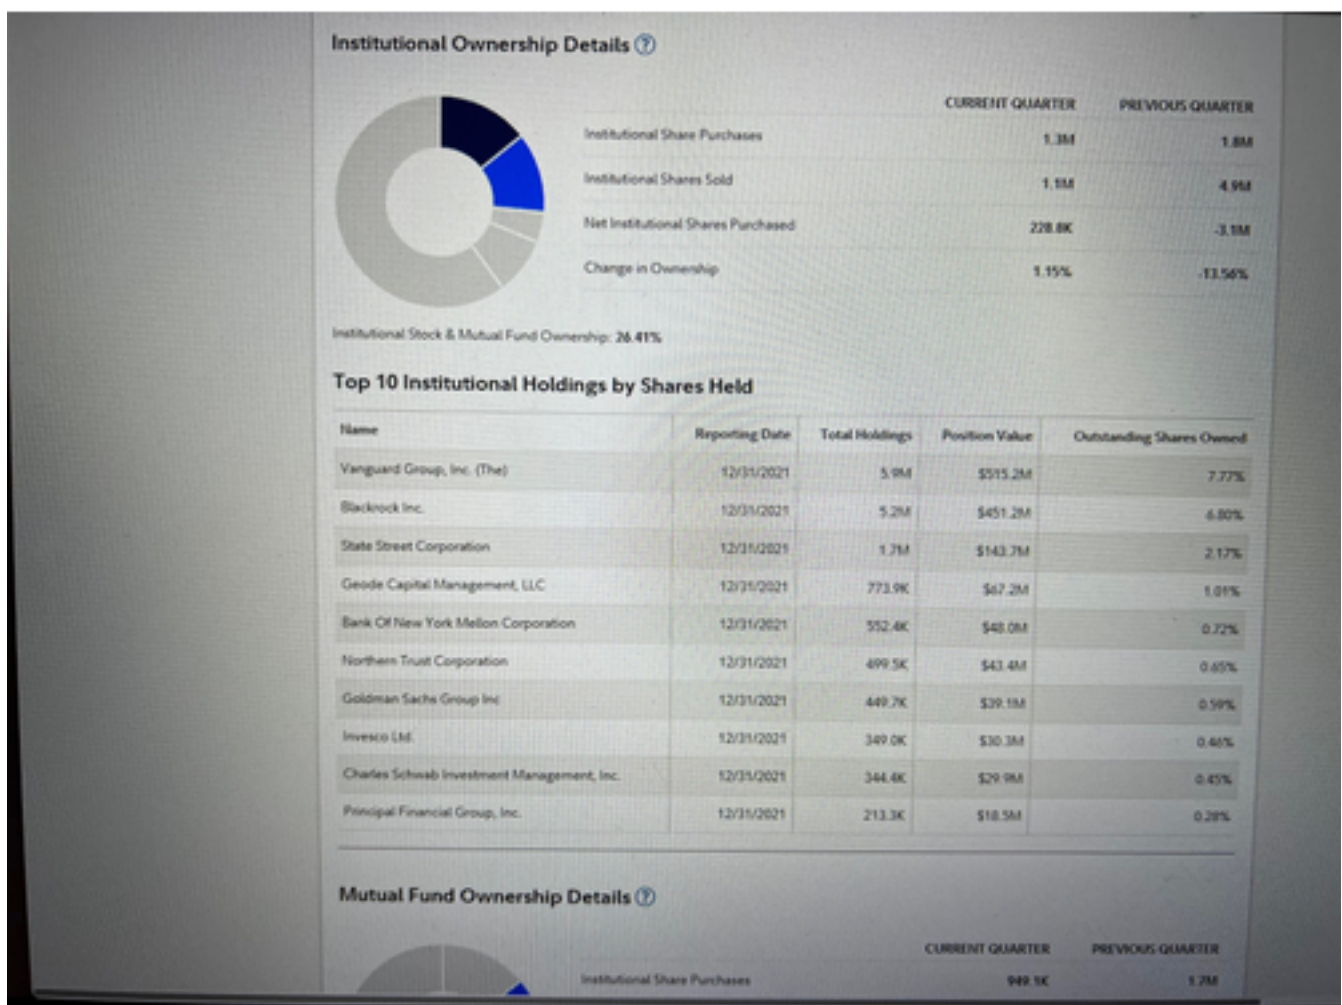 Institutional Ownership Details ?
CURRENT QUARTER PREVIOUS QUARTER
Institutional Share Purchases 1.3M 1.8M
Institutional Shares Sold 1.1M 4.9M
Net Institutional Shares Purchased 228.8K -3.1M
Change in Ownership 1.15% -13.56%
Institutional Stock & Mutual Fund Ownership: 26.41%
Top 10 Institutional Holdings by Shares Held
Name Reporting Date Total Holdings Position Value Outstanding Shares Owned
Vanguard Group, Inc. (The) 12/31/2021 5.9M $515.2M 7.77%
Blackrock Inc. 12/31/2021 5.2M $451.2M 6.80%
State Street Corporation 12/31/2021 1.7M $143.7M 2.17%
Geode Capital Management, LLC 12/31/2021 773.9K $67.2M 1.01%
Bank Of New York Mellon Corporation 12/31/2021 552.4K $48.0M 0.72%
Northern Trust Corporation 12/31/2021 499.5K $43.4M 0.65%
Goldman Sachs Group Inc 12/31/2021 449.7K $39.1M 0.59%
Invesco Ltd. 12/31/2021 349.0K $30.3M 0.46%
Charles Schwab Investment Management, Inc. 12/31/2021 344.4K $29.9M 0.45%
Principal Financial Group, Inc. 12/31/2021 213.3K $18.5M 0.28%
Mutual Fund Ownership Details ?
CURRENT QUARTER PREVIOUS QUARTER
Institutional Share Purchases 949.1K 1.7M